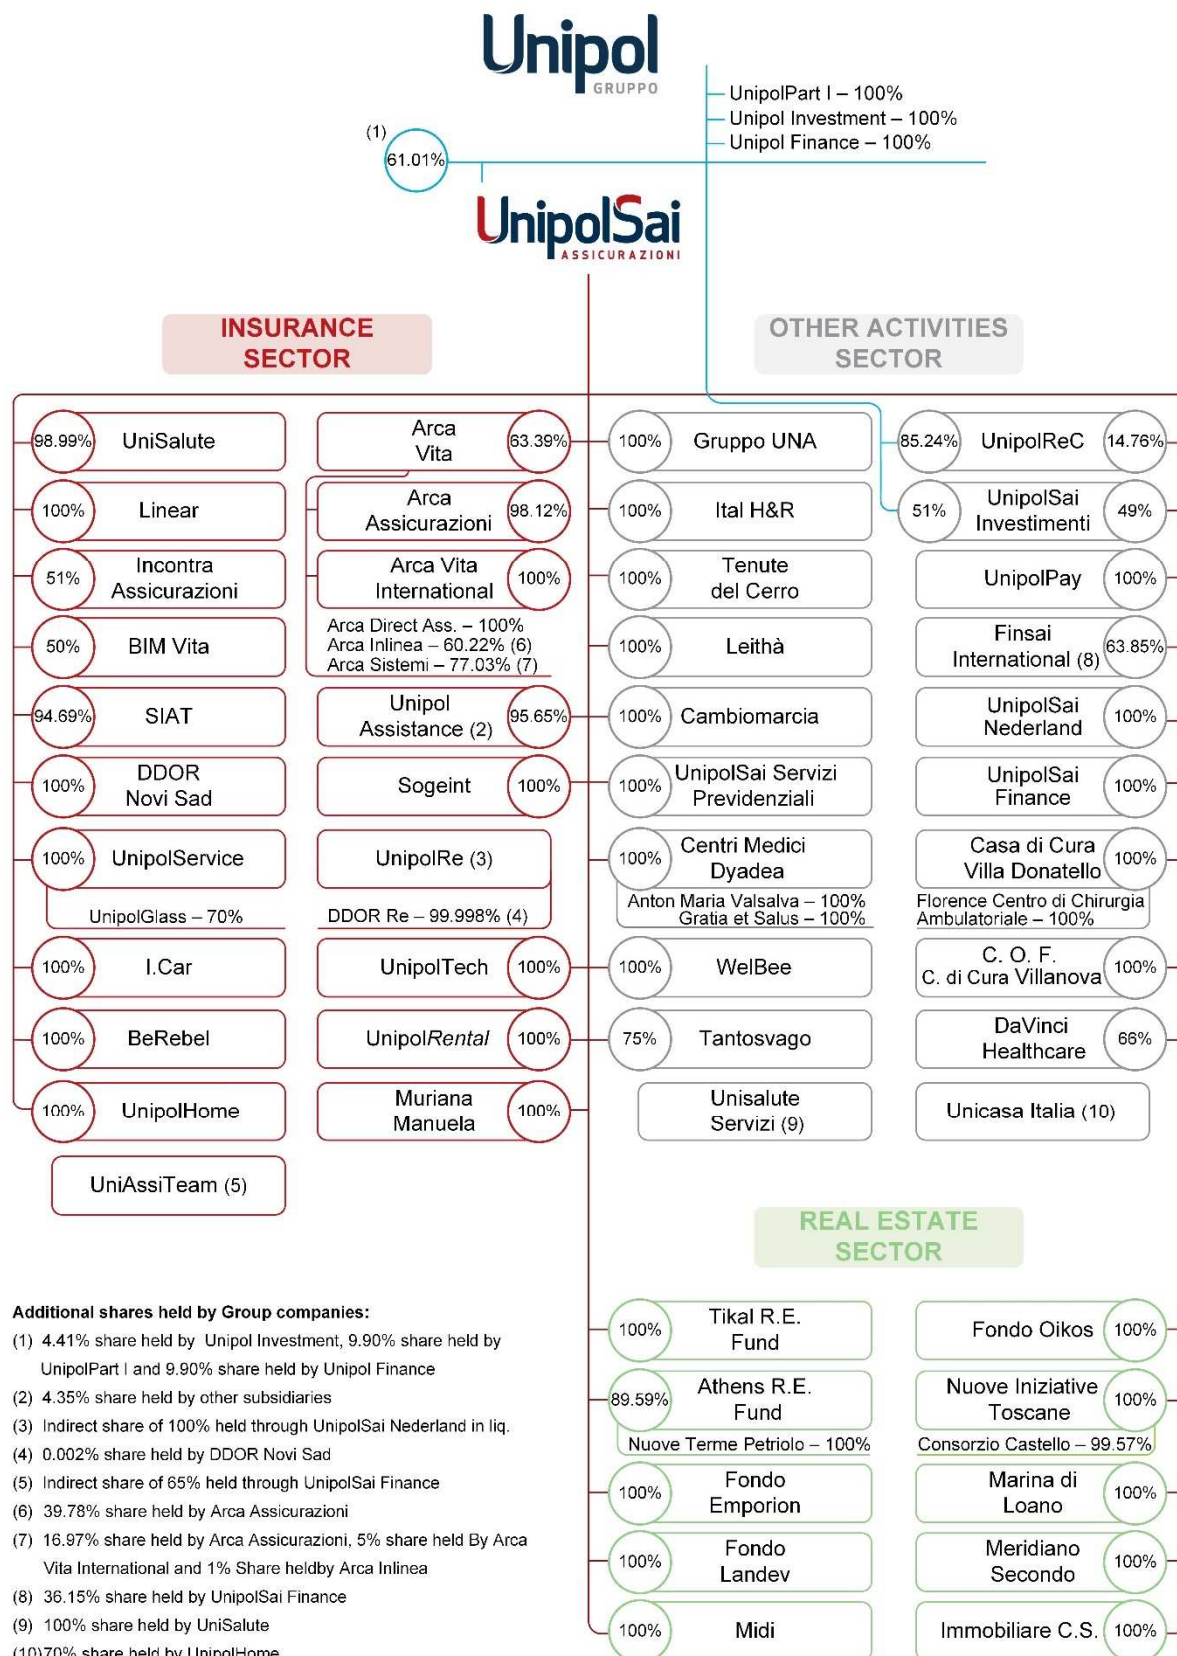 Unipol
GRUPPO
UnipolPart I – 100%
Unipol Investment – 100%
Unipol Finance – 100%
(1)
61.01%
UnipolSai
ASSICURAZIONI
INSURANCE
SECTOR
98.99%
UniSalute
100%
Linear
51%
Incontra
Assicurazioni
50%
BIM Vita
94.69%
SIAT
100%
DDOR
Novi Sad
100%
UnipolService
UnipolGlass – 70%
100%
I.Car
100%
BeRebel
100%
UnipolHome
UniAssiTeam (5)
Arca
Vita
63.39%
Arca
Assicurazioni
98.12%
Arca Vita
International
100%
Arca Direct Ass. – 100%
Arca Inlinea – 60.22% (6)
Arca Sistemi – 77.03% (7)
Unipol
Assistance (2)
95.65%
Sogeint
100%
UnipolRe (3)
DDOR Re – 99.998% (4)
UnipolTech
100%
UnipolRental
100%
Muriana
Manuela
100%
OTHER ACTIVITIES
SECTOR
100%
Gruppo UNA
100%
Ital H&R
100%
Tenute
del Cerro
100%
Leithà
100%
Cambiomarcia
100%
UnipolSai Servizi
Previdenziali
100%
Centri Medici
Dyadea
Anton Maria Valsalva – 100%
Gratia et Salus – 100%
100%
WelBee
75%
Tantosvago
Unisalute
Servizi (9)
85.24%
UnipolReC
14.76%
51%
UnipolSai
Investimenti
49%
UnipolPay
100%
Finsai
International (8)
63.85%
UnipolSai
Nederland
100%
UnipolSai
Finance
100%
Casa di Cura
Villa Donatello
100%
Florence Centro di Chirurgia
Ambulatoriale – 100%
C. O. F.
C. di Cura Villanova
100%
DaVinci
Healthcare
66%
Unicasa Italia (10)
REAL ESTATE
SECTOR
100%
Tikal R.E.
Fund
89.59%
Athens R.E.
Fund
Nuove Terme Petriolo – 100%
100%
Fondo
Emporion
100%
Fondo
Landev
100%
Midi
Fondo Oikos
100%
Nuove Iniziative
Toscane
100%
Consorzio Castello – 99.57%
Marina di
Loano
100%
Meridiano
Secondo
100%
Immobiliare C.S.
100%
Additional shares held by Group companies:
(1) 4.41% share held by Unipol Investment, 9.90% share held by
UnipolPart I and 9.90% share held by Unipol Finance
(2) 4.35% share held by other subsidiaries
(3) Indirect share of 100% held through UnipolSai Nederland in liq.
(4) 0.002% share held by DDOR Novi Sad
(5) Indirect share of 65% held through UnipolSai Finance
(6) 39.78% share held by Arca Assicurazioni
(7) 16.97% share held by Arca Assicurazioni, 5% share held By Arca
Vita International and 1% Share heldby Arca Inlinea
(8) 36.15% share held by UnipolSai Finance
(9) 100% share held by UniSalute
(10)70% share held by UnipolHome